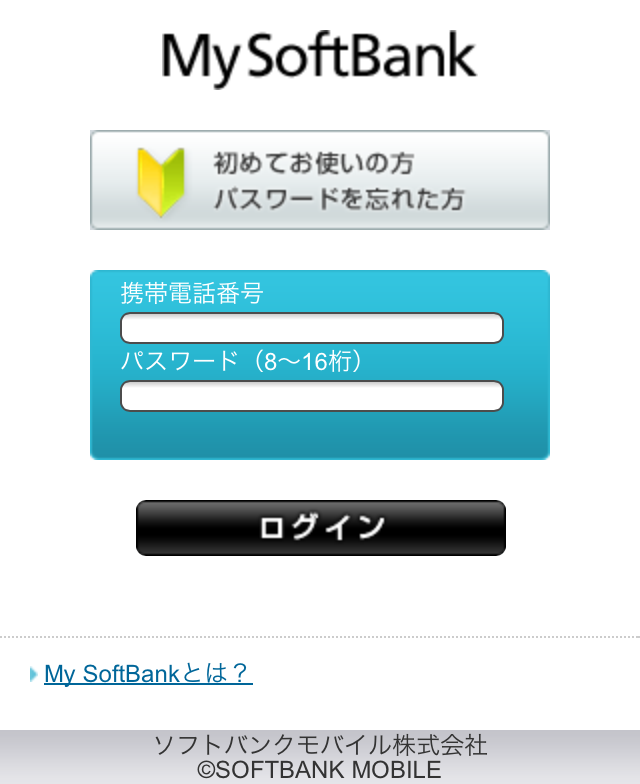 My SoftBank
初めてお使いの方
パスワードを忘れた方
携帯電話番号
パスワード（8〜16桁）
ログイン
My SoftBankとは？
ソフトバンクモバイル株式会社
©SOFTBANK MOBILE